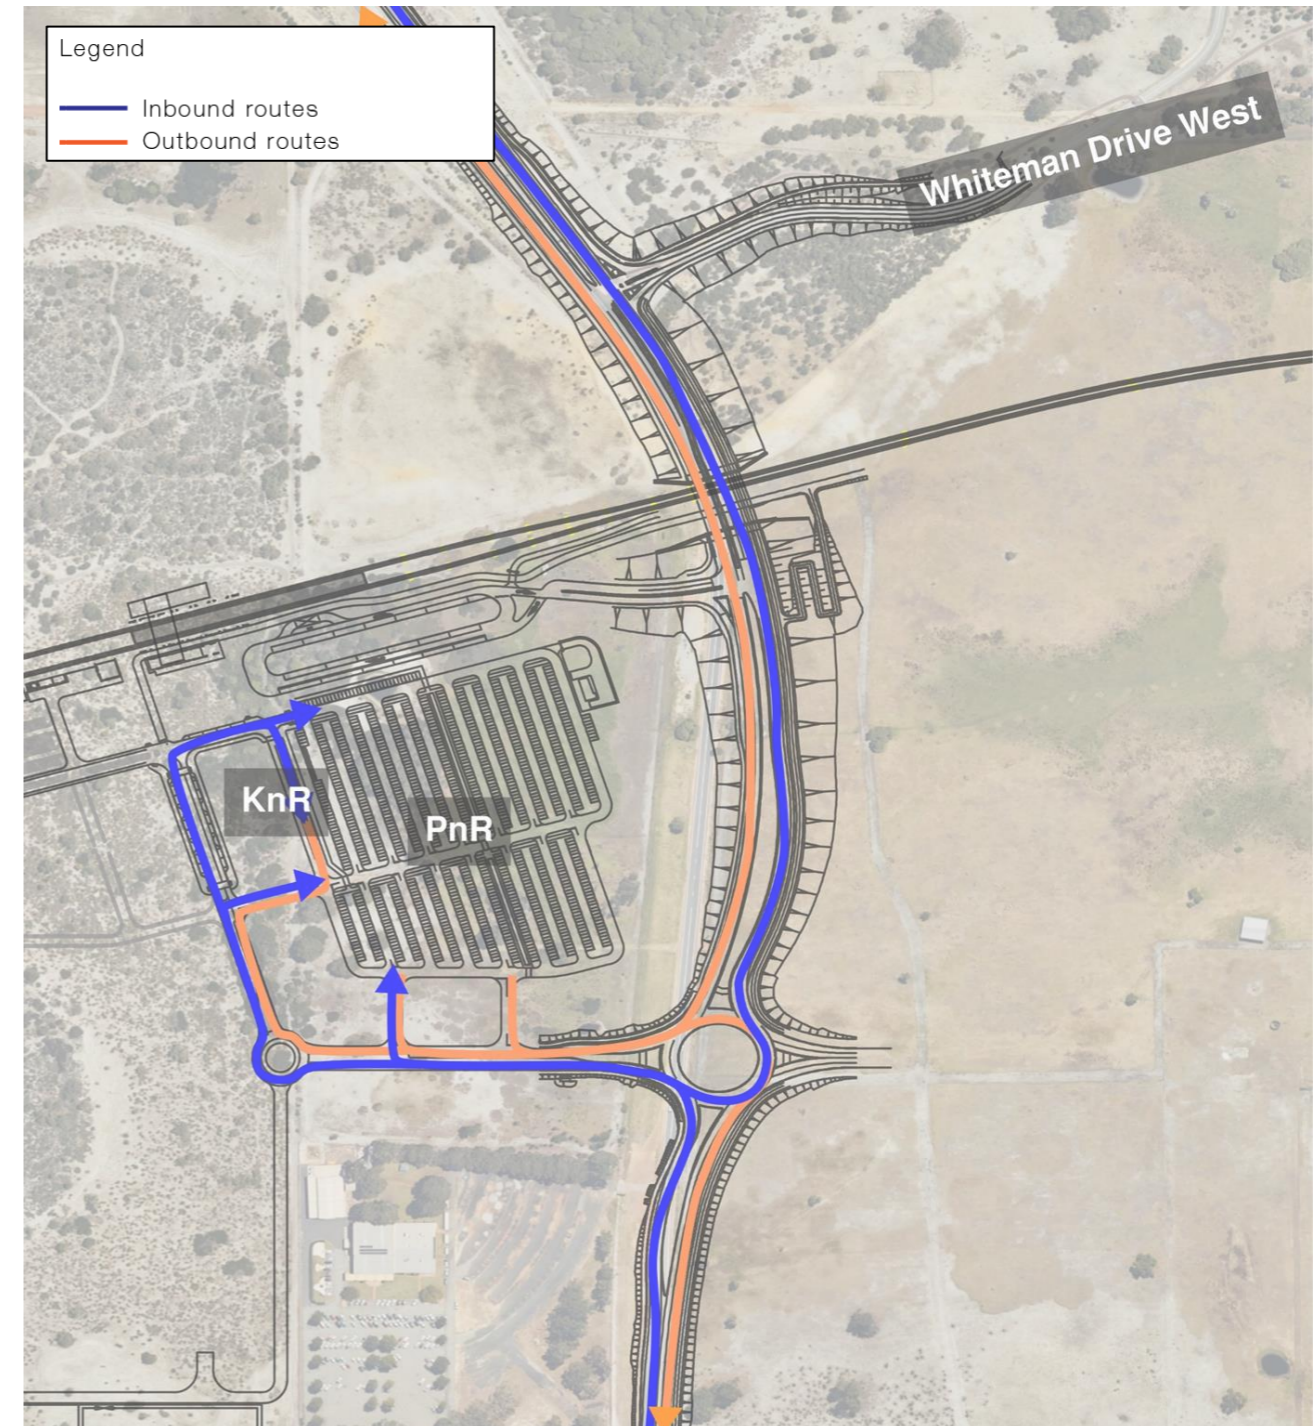 Legend
Inbound routes
Outbound routes
Whiteman Drive West
KnR
PnR